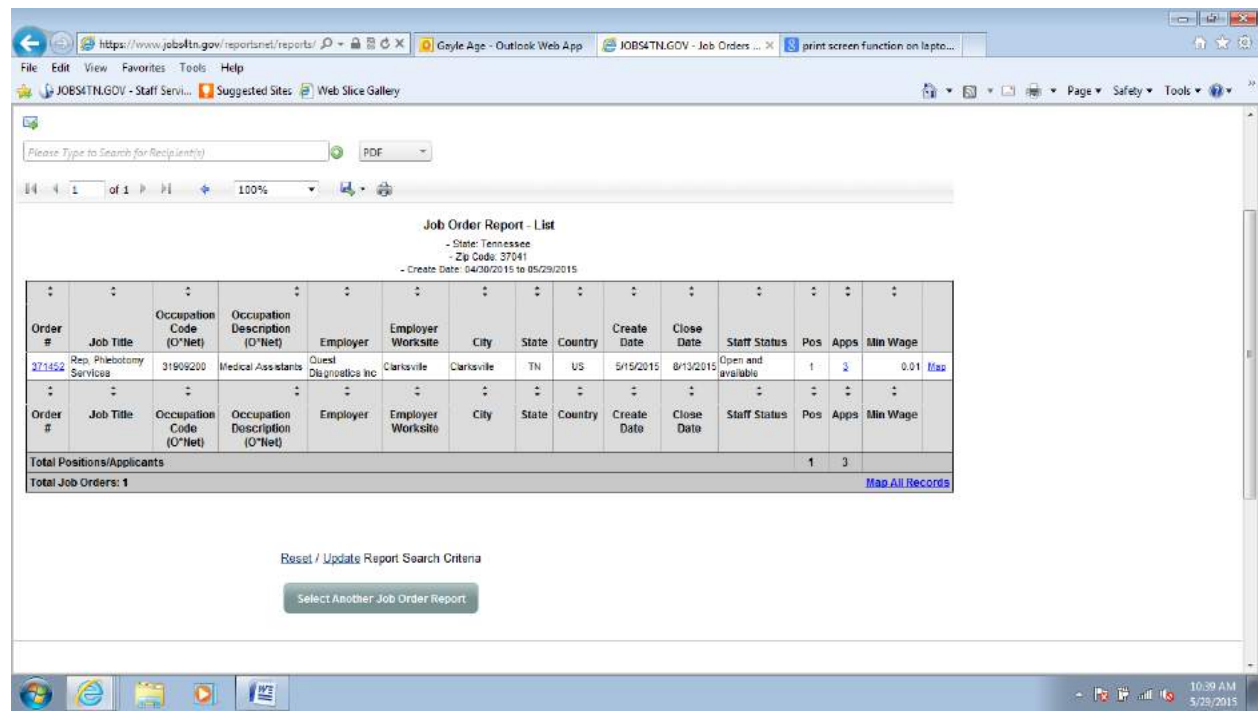 https://www.jobs4tn.gov/reportsnet/reports/
Gayle Age - Outlook Web App
JOBS4TN.GOV - Job Orders ...
print screen function on lapto...
File Edit View Favorites Tools Help
JOBS4TN.GOV - Staff Servi... Suggested Sites Web Slice Gallery
Page Safety Tools
Please Type to Search for Recipient(s)
PDF
1 of 1 100%
Job Order Report - List
- State: Tennessee
- Zip Code: 37041
- Create Date: 04/30/2015 to 05/29/2015
Order # Job Title Occupation Code (O*Net) Occupation Description (O*Net) Employer Employer Worksite City State Country Create Date Close Date Staff Status Pos Apps Min Wage
371452 Rep, Phlebotomy Services 31909200 Medical Assistants Quest Diagnostics Inc Clarksville Clarksville TN US 5/15/2015 8/13/2015 Open and available 1 3 0.01 Map
Order # Job Title Occupation Code (O*Net) Occupation Description (O*Net) Employer Employer Worksite City State Country Create Date Close Date Staff Status Pos Apps Min Wage
Total Positions/Applicants 1 3
Total Job Orders: 1 Map All Records
Reset / Update Report Search Criteria
Select Another Job Order Report
10:39 AM
5/29/2015